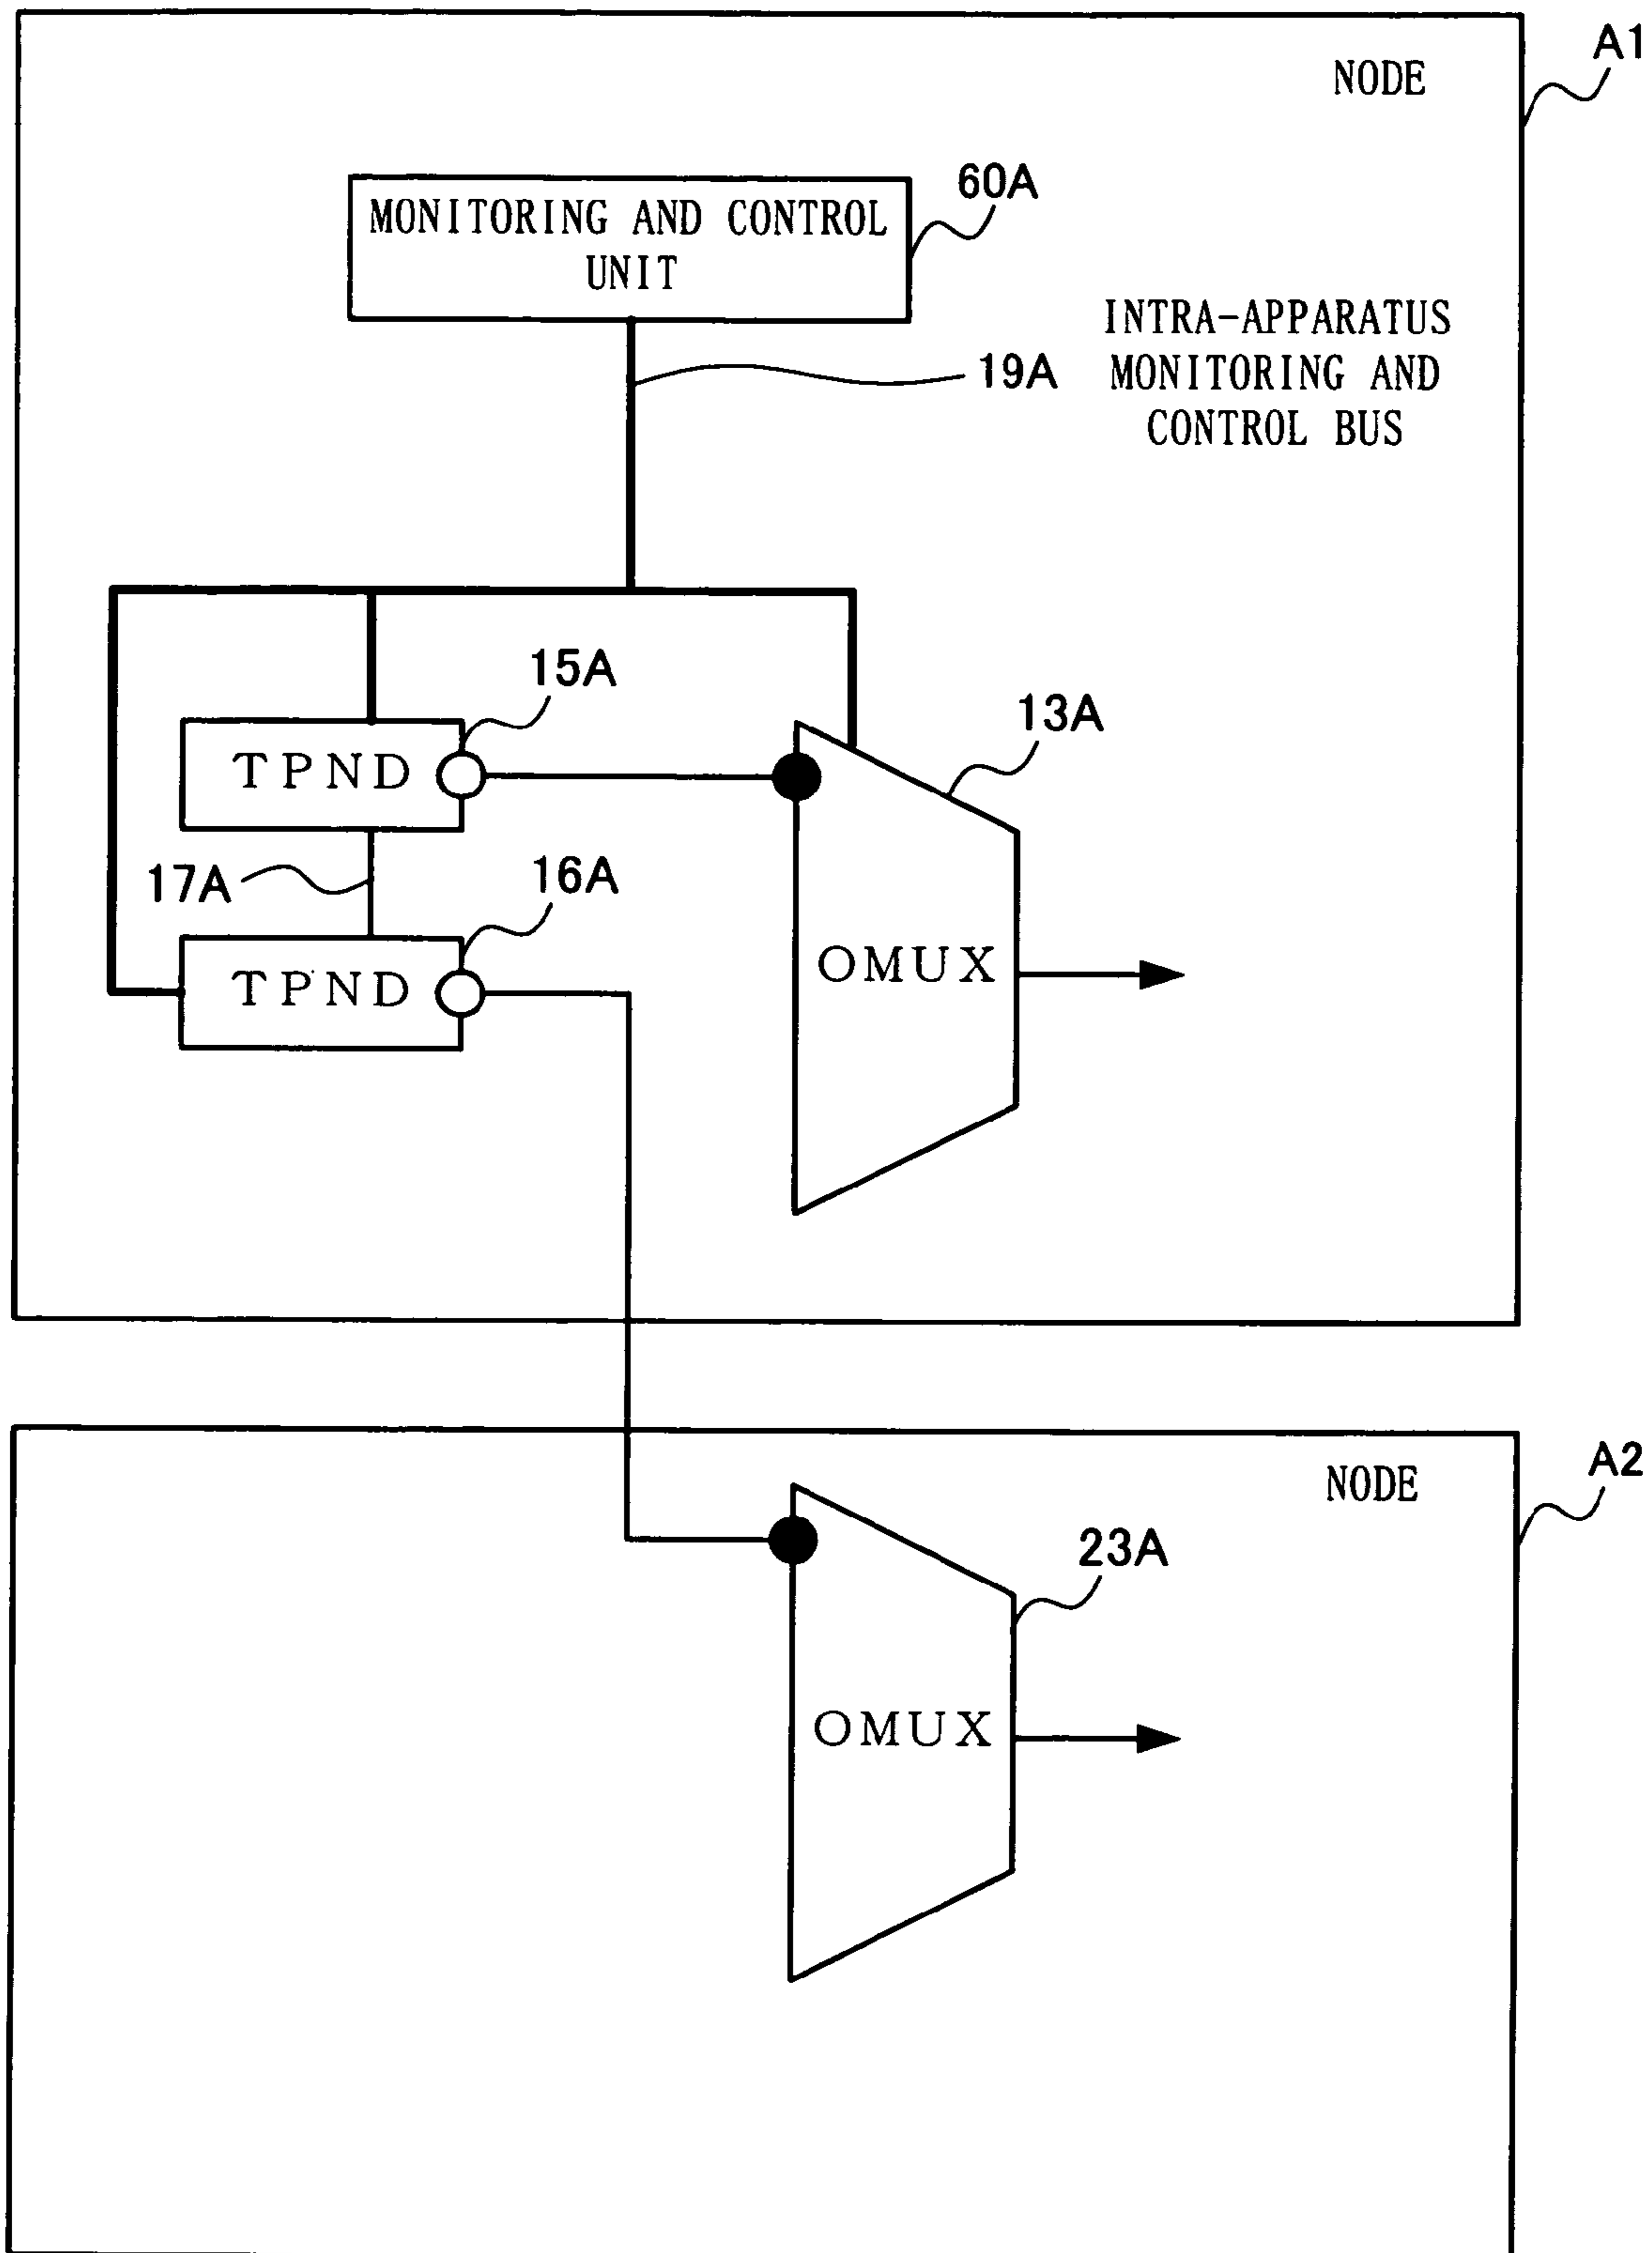 A1
NODE
60A
MONITORING AND CONTROL
UNIT
INTRA-APPARATUS
19A MONITORING AND
CONTROL BUS
15A
13A
TPND
17A
16A
TPND
OMUX
A2
NODE
23A
OMUX